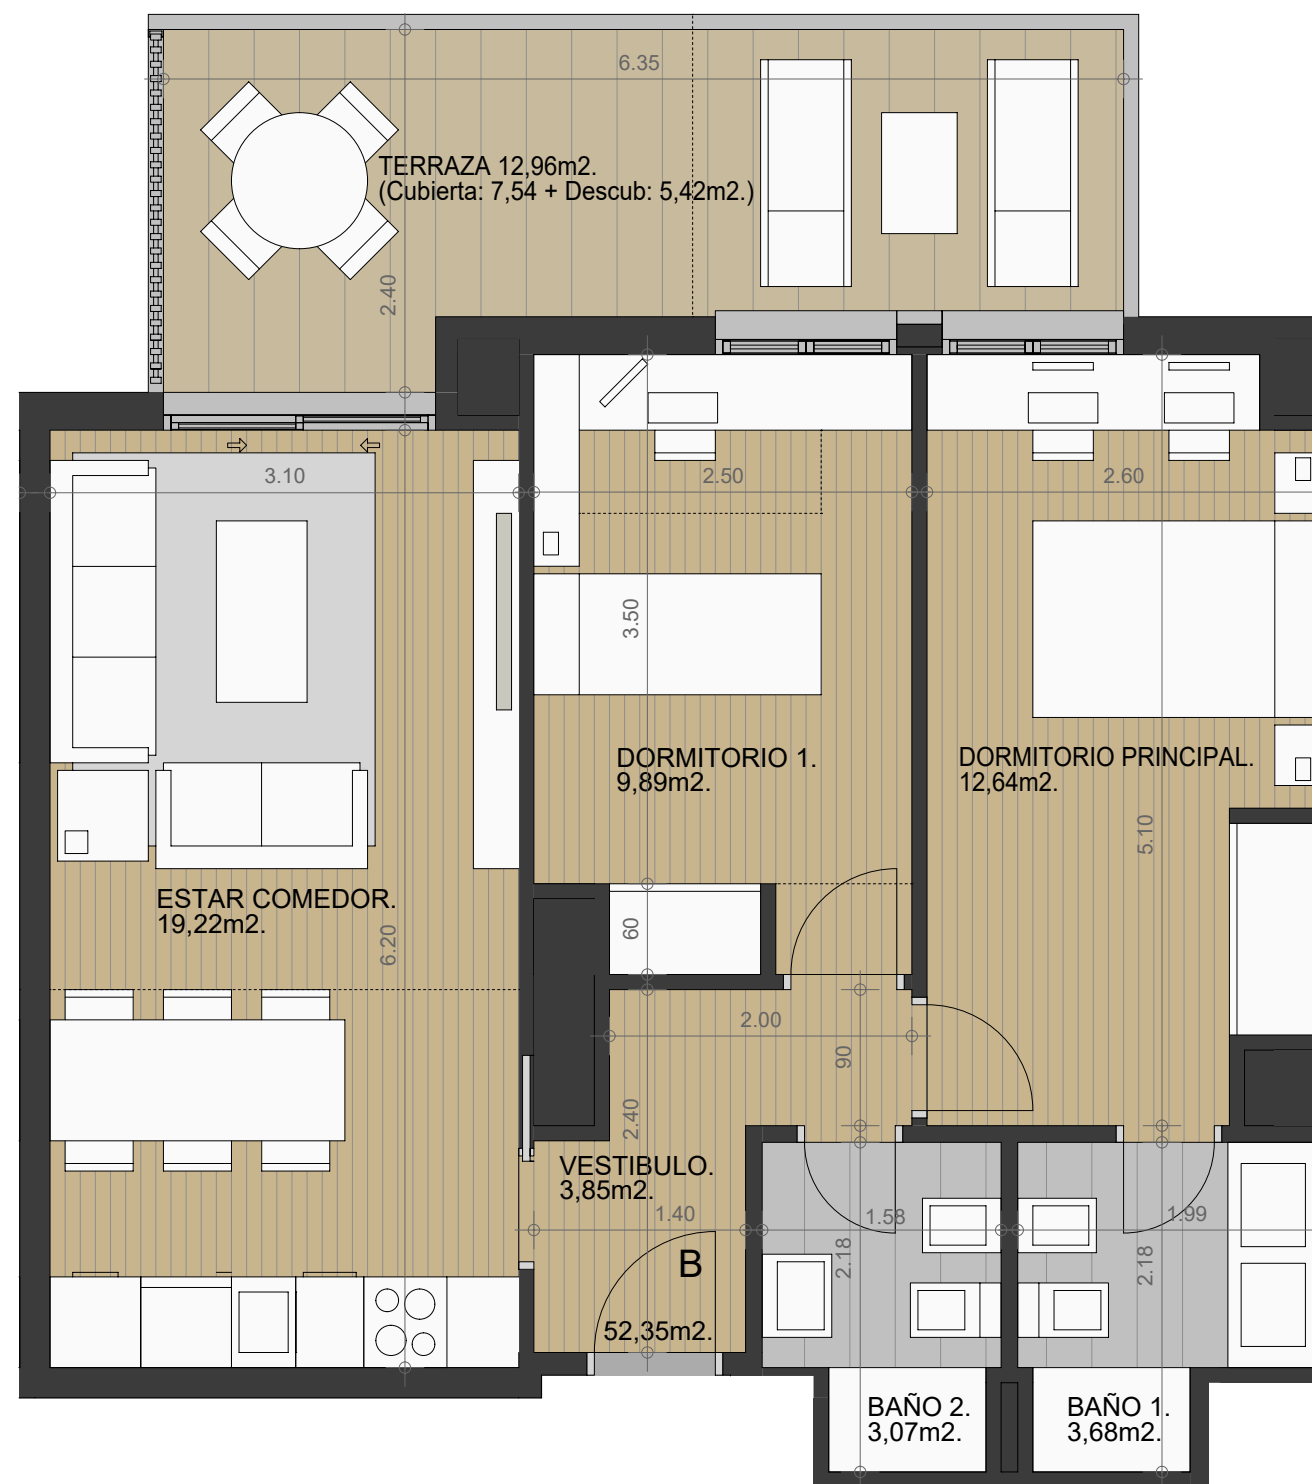 6.35
TERRAZA 12,96m2.
(Cubierta: 7,54 + Descub: 5,42m2.)
2.40
3.10
2.50
2.60
3.50
DORMITORIO 1.
9,89m2.
DORMITORIO PRINCIPAL.
12,64m2.
5.10
ESTAR COMEDOR.
19,22m2.
6.20
60
2.00
90
2.40
VESTIBULO.
3,85m2.
1.40
1.58
1.99
2.18
2.18
B
52,35m2.
BAÑO 2.
3,07m2.
BAÑO 1.
3,68m2.